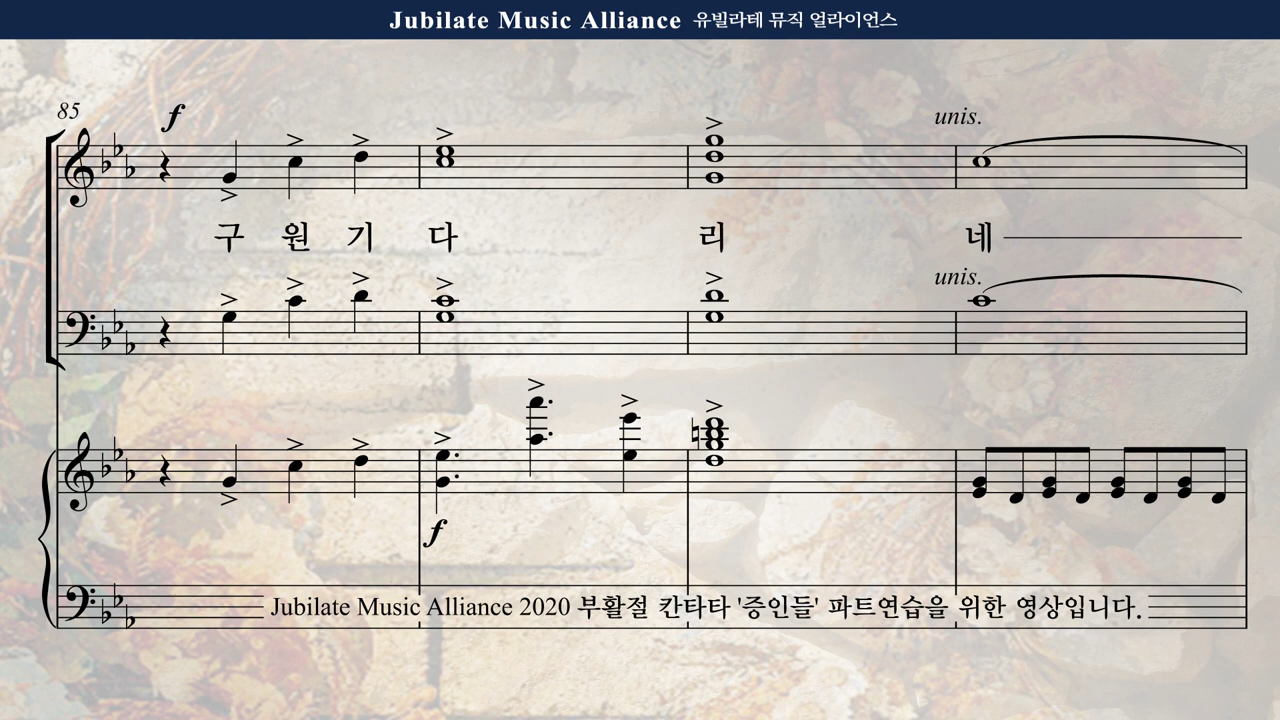 Jubilate Music Alliance 유빌라테 뮤직 얼라이언스
85
f
unis.
구 원 기 다 리 네
unis.
f
Jubilate Music Alliance 2020 부활절 칸타타 '증인들' 파트연습을 위한 영상입니다.